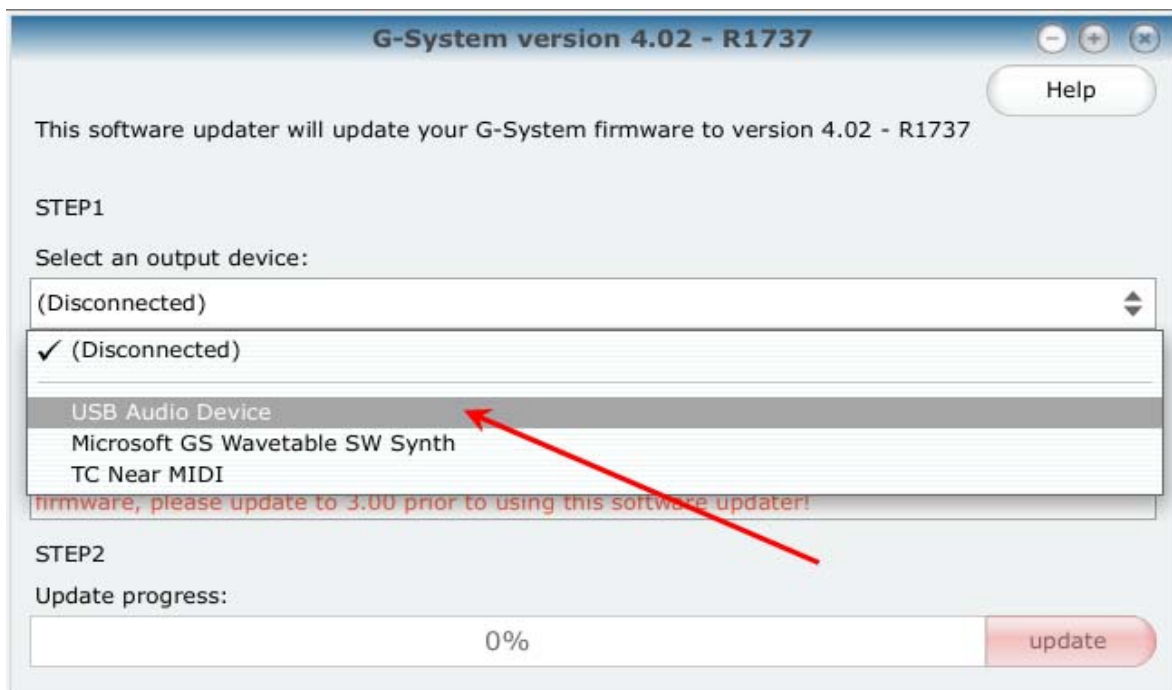 G-System version 4.02 - R1737
Help
This software updater will update your G-System firmware to version 4.02 - R1737
STEP1
Select an output device:
(Disconnected)
✓ (Disconnected)
USB Audio Device
Microsoft GS Wavetable SW Synth
TC Near MIDI
firmware, please update to 3.00 prior to using this software updater!
STEP2
Update progress:
0%
update